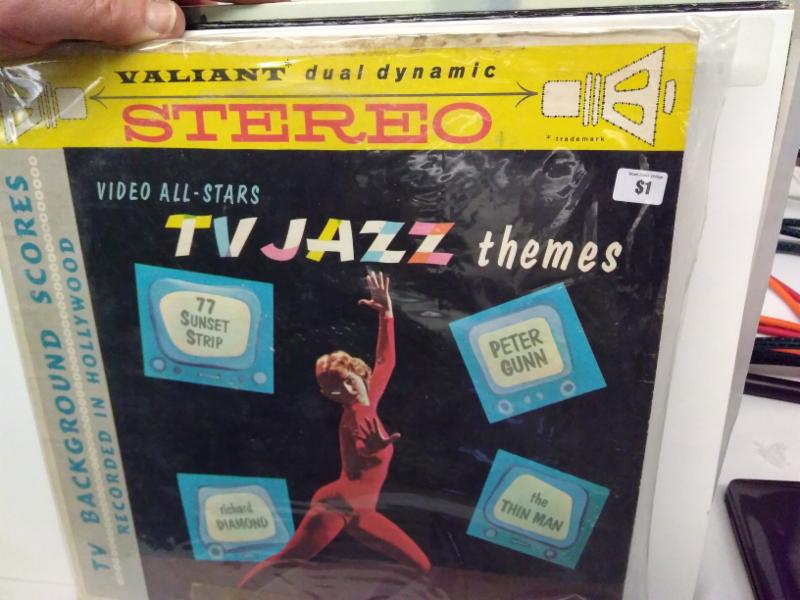 VALIANT* dual dynamic
STEREO
* trademark
$1
VIDEO ALL-STARS
TV JAZZ themes
77
SUNSET
STRIP
PETER
GUNN
richard
DIAMOND
the
THIN MAN
TV BACKGROUND SCORES
RECORDED IN HOLLYWOOD